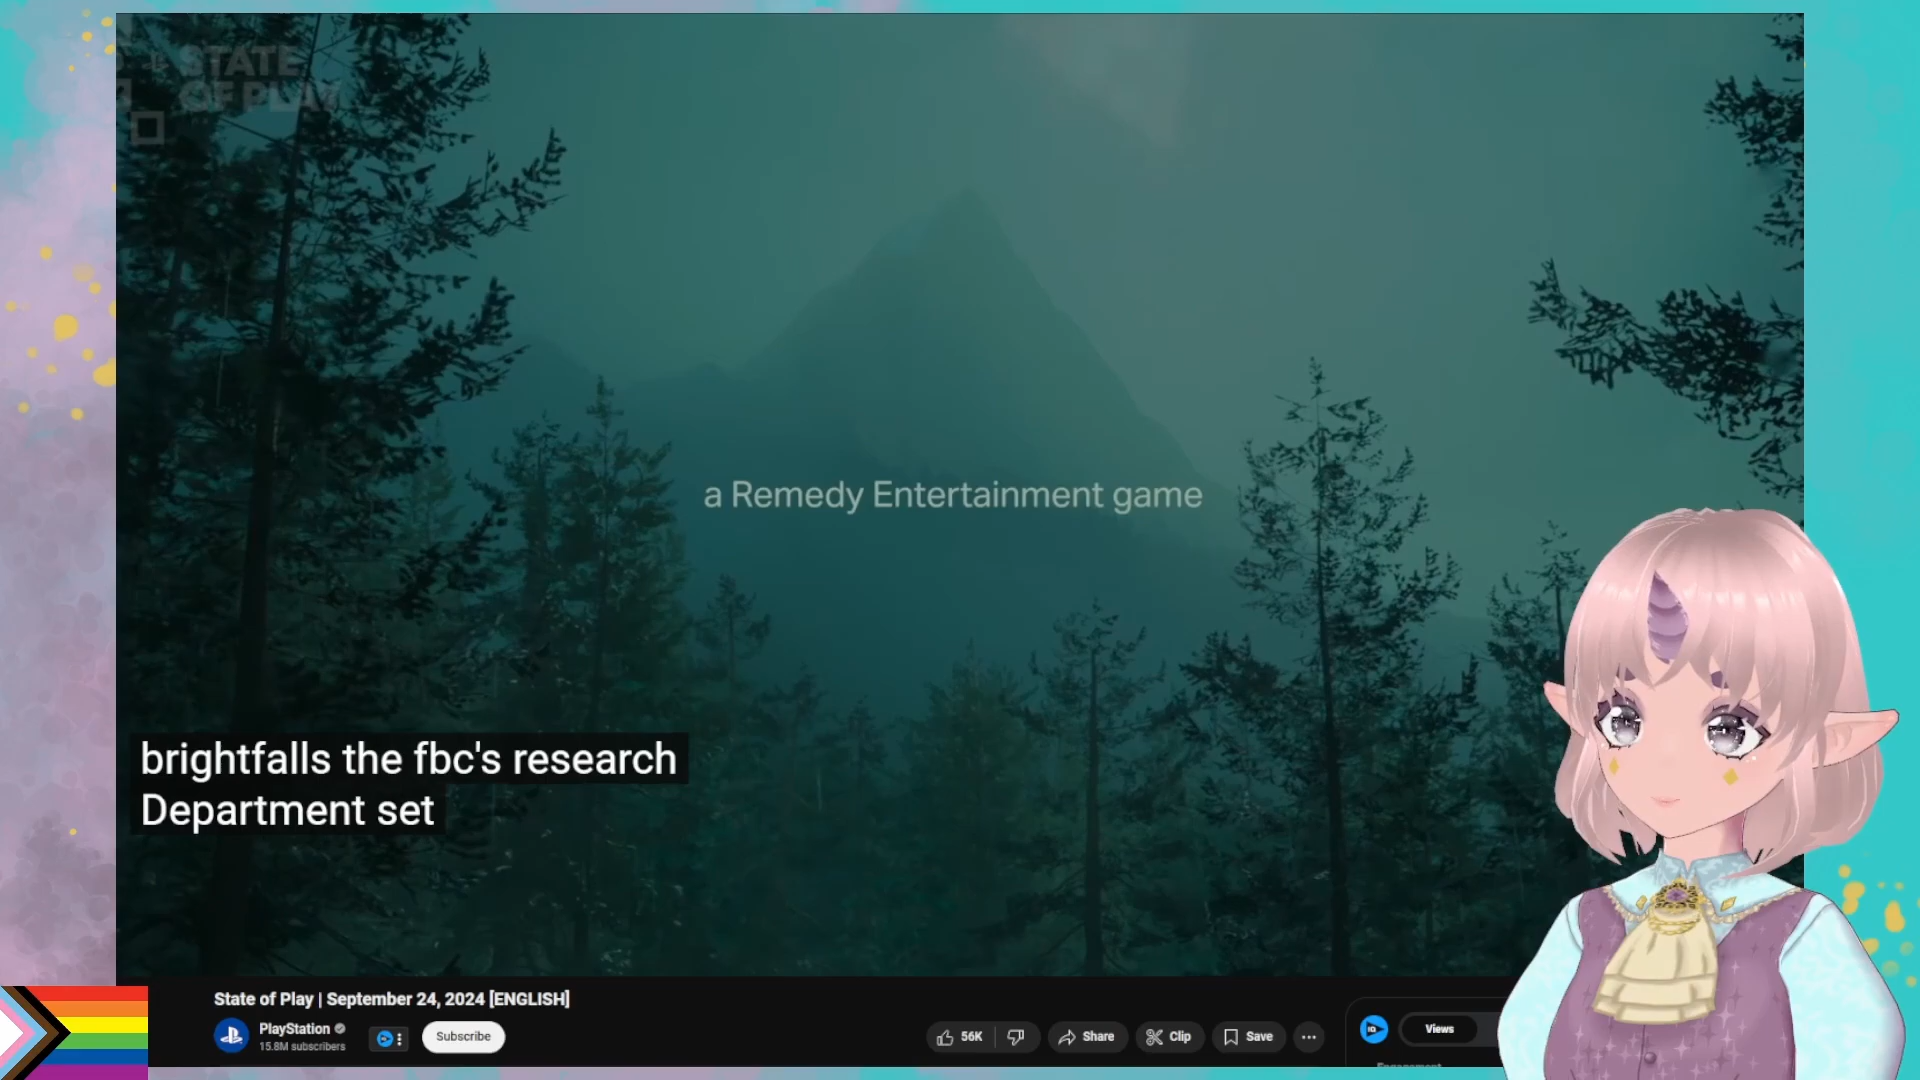 STATE
OF PLAY
a Remedy Entertainment game
brightfalls the fbc's research
Department set
State of Play | September 24, 2024 [ENGLISH]
PlayStation
15.8M subscribers
Subscribe
56K
Share
Clip
Save
Views
Engagement